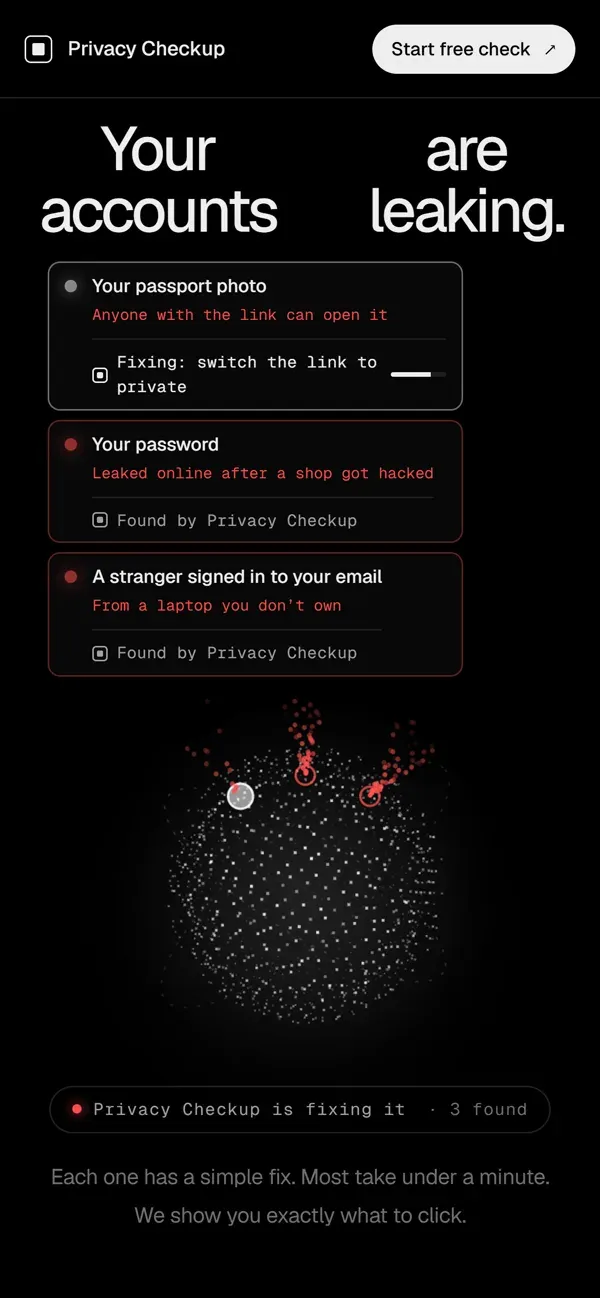 Privacy Checkup
Start free check ↗
Your are
accounts leaking.
Your passport photo
Anyone with the link can open it
Fixing: switch the link to
private
Your password
Leaked online after a shop got hacked
Found by Privacy Checkup
A stranger signed in to your email
From a laptop you don’t own
Found by Privacy Checkup
Privacy Checkup is fixing it · 3 found
Each one has a simple fix. Most take under a minute.
We show you exactly what to click.